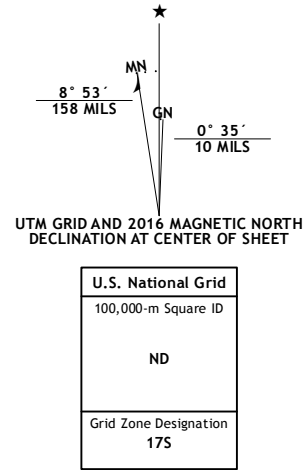 ★
MN
8° 53´
158 MILS
GN
0° 35´
10 MILS
UTM GRID AND 2016 MAGNETIC NORTH
DECLINATION AT CENTER OF SHEET
U.S. National Grid
100,000-m Square ID
ND
Grid Zone Designation
17S